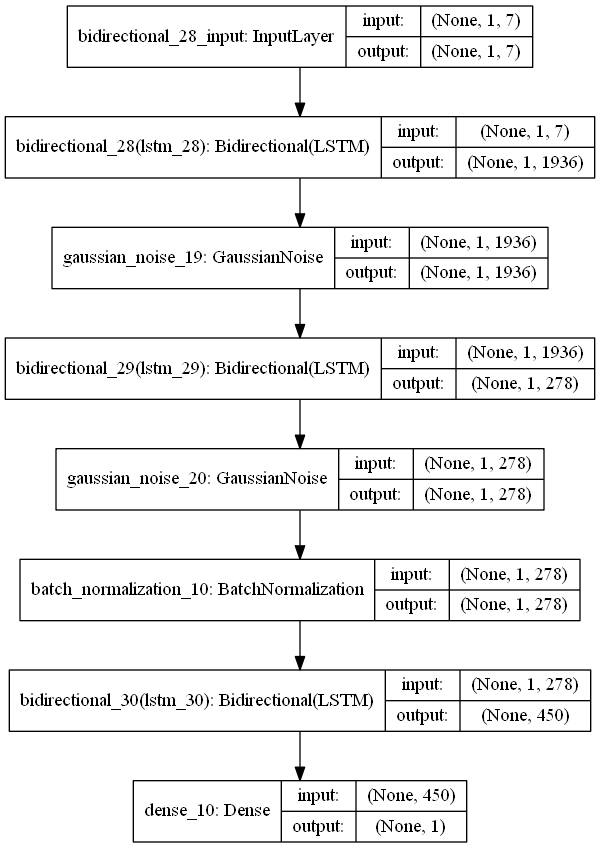 bidirectional_28_input: InputLayer
input: (None, 1, 7)
output: (None, 1, 7)
bidirectional_28(lstm_28): Bidirectional(LSTM)
input: (None, 1, 7)
output: (None, 1, 1936)
gaussian_noise_19: GaussianNoise
input: (None, 1, 1936)
output: (None, 1, 1936)
bidirectional_29(lstm_29): Bidirectional(LSTM)
input: (None, 1, 1936)
output: (None, 1, 278)
gaussian_noise_20: GaussianNoise
input: (None, 1, 278)
output: (None, 1, 278)
batch_normalization_10: BatchNormalization
input: (None, 1, 278)
output: (None, 1, 278)
bidirectional_30(lstm_30): Bidirectional(LSTM)
input: (None, 1, 278)
output: (None, 450)
dense_10: Dense
input: (None, 450)
output: (None, 1)